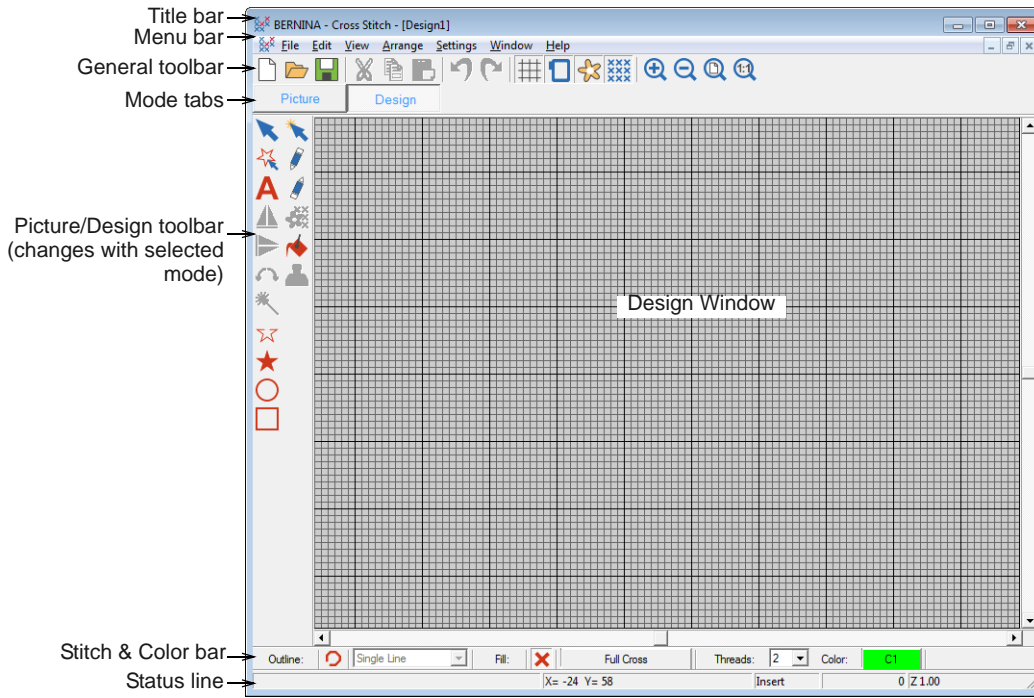 Title bar
BERNINA - Cross Stitch - [Design1]
Menu bar
File Edit View Arrange Settings Window Help
General toolbar
1:1
Mode tabs
Picture Design
A
Picture/Design toolbar
(changes with selected
mode)
Design Window
Stitch & Color bar
Outline: Single Line Fill: Full Cross Threads: 2 Color: C1
Status line
X= -24 Y= 58 Insert 0 Z 1.00